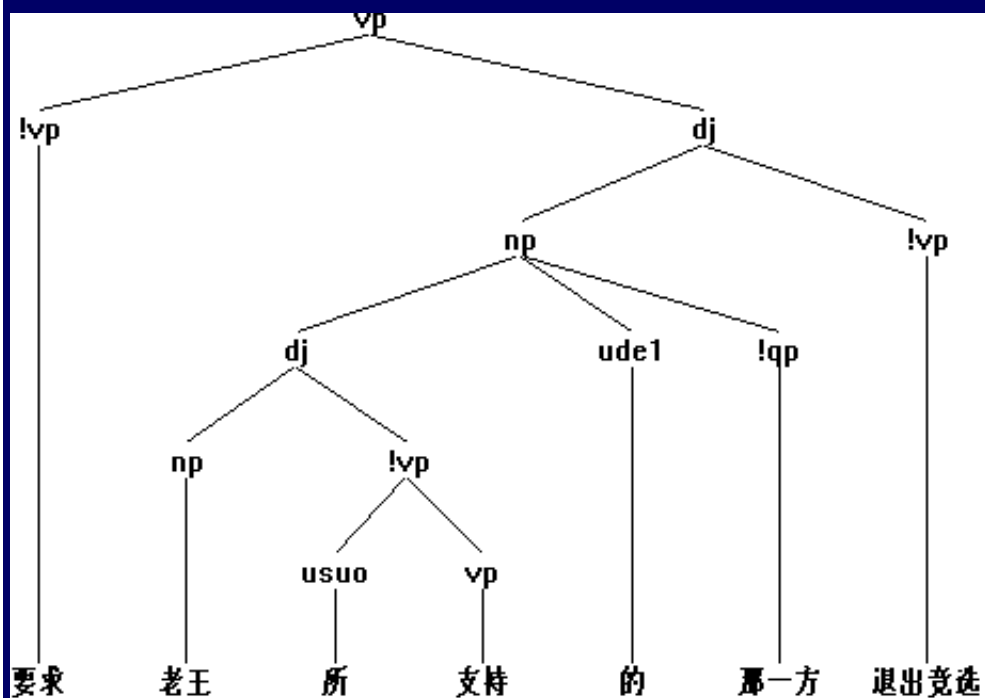 vp
!vp dj
np !vp
dj ude1 !qp
np !vp
usuo vp
要求 老王 所 支持 的 那一方 退出竞选